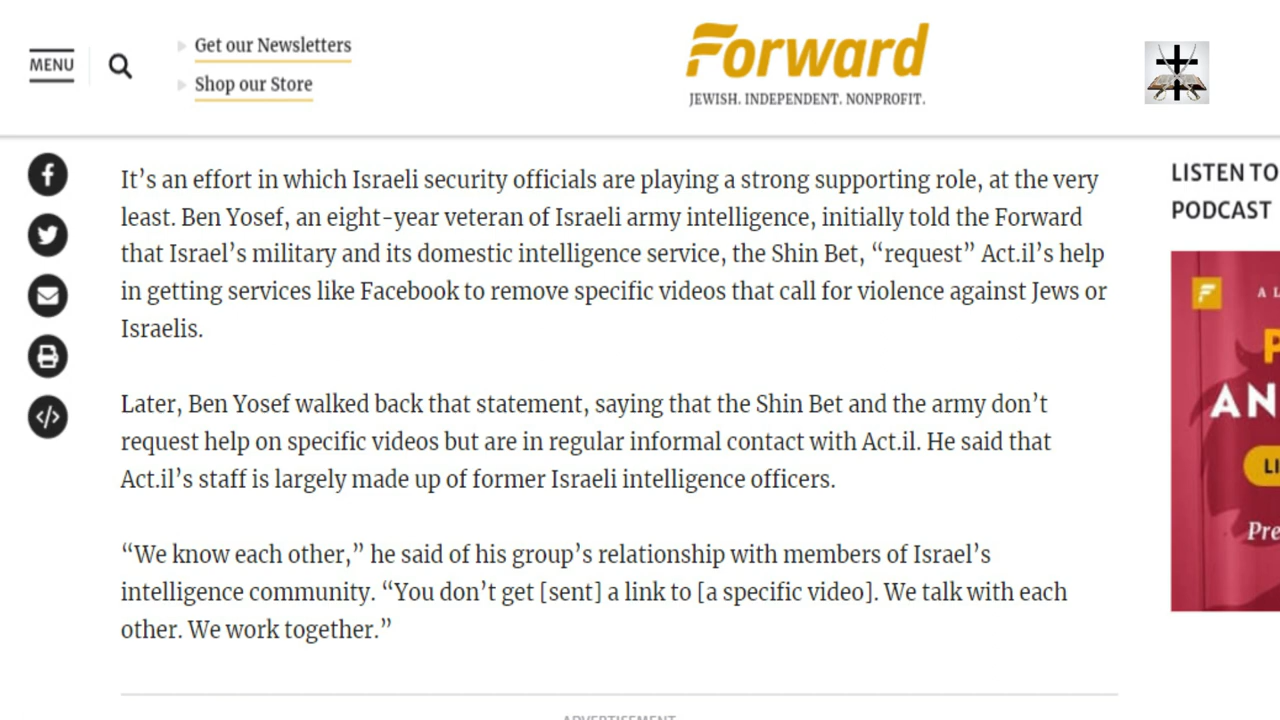 MENU
Get our Newsletters
Shop our Store
Forward
JEWISH. INDEPENDENT. NONPROFIT.
It’s an effort in which Israeli security officials are playing a strong supporting role, at the very
least. Ben Yosef, an eight-year veteran of Israeli army intelligence, initially told the Forward
that Israel’s military and its domestic intelligence service, the Shin Bet, “request” Act.il’s help
in getting services like Facebook to remove specific videos that call for violence against Jews or
Israelis.
Later, Ben Yosef walked back that statement, saying that the Shin Bet and the army don’t
request help on specific videos but are in regular informal contact with Act.il. He said that
Act.il’s staff is largely made up of former Israeli intelligence officers.
“We know each other,” he said of his group’s relationship with members of Israel’s
intelligence community. “You don’t get [sent] a link to [a specific video]. We talk with each
other. We work together.”
ADVERTISEMENT
LISTEN TO
PODCAST
A L
P
AN
LI
Pre